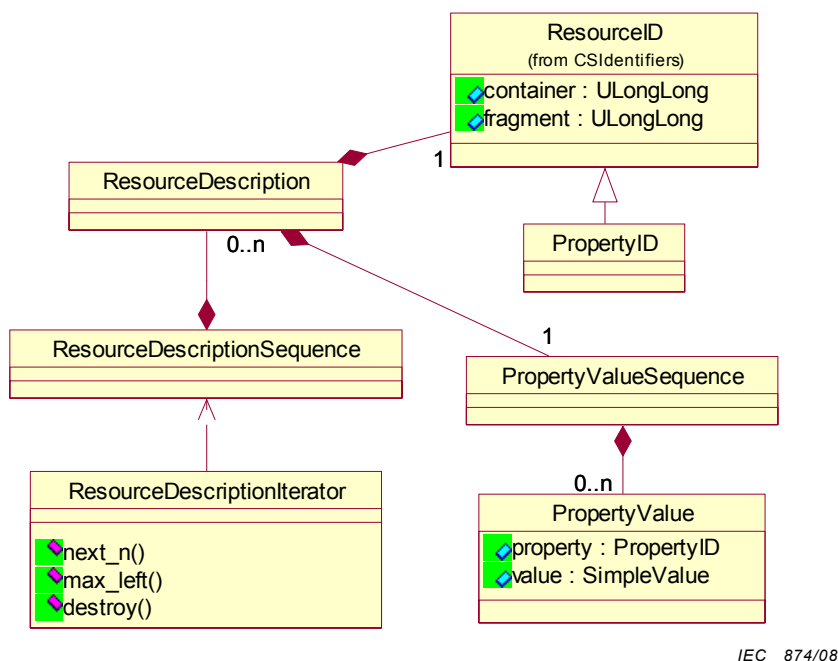 ResourceID
(from CSIdentifiers)
container : ULongLong
fragment : ULongLong
1
ResourceDescription
0..n
PropertyID
ResourceDescriptionSequence
1
PropertyValueSequence
ResourceDescriptionIterator
next_n()
max_left()
destroy()
0..n
PropertyValue
property : PropertyID
value : SimpleValue
IEC 874/08